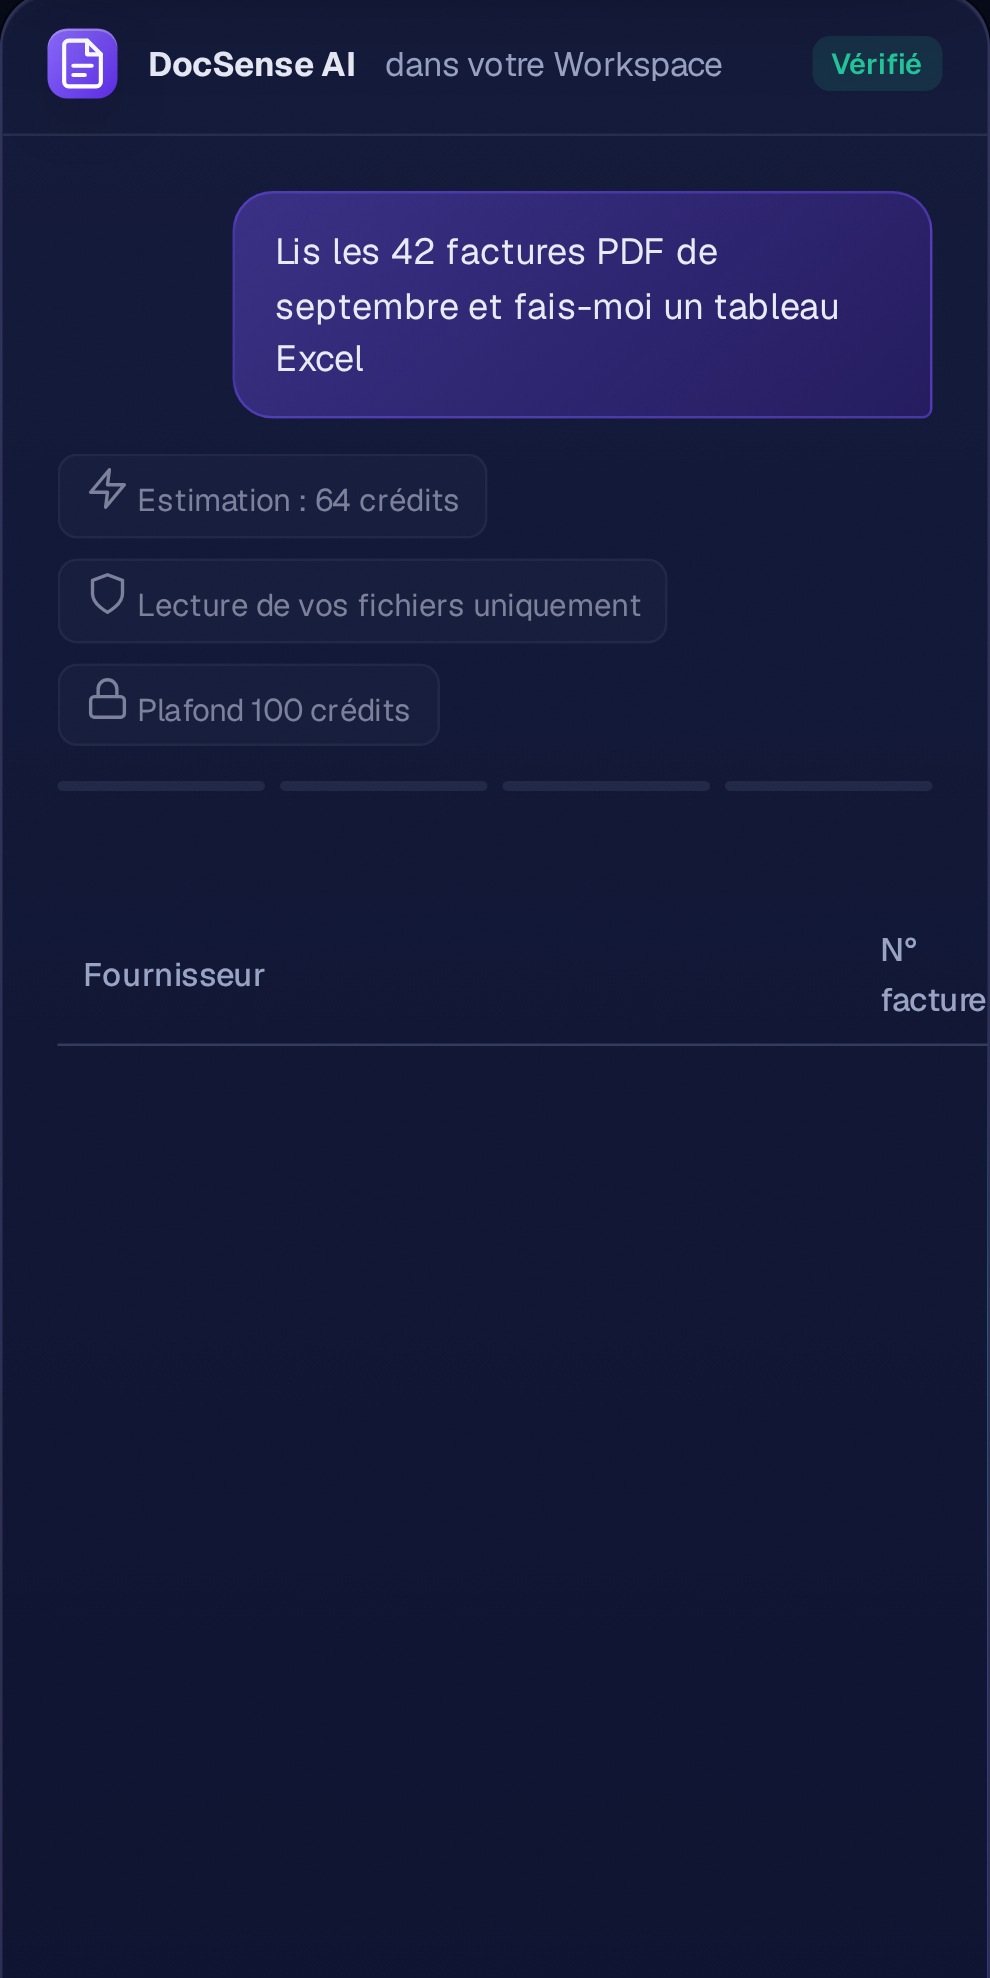 DocSense AI dans votre Workspace Vérifié
Lis les 42 factures PDF de
septembre et fais-moi un tableau
Excel
Estimation : 64 crédits
Lecture de vos fichiers uniquement
Plafond 100 crédits
Fournisseur
N°
facture